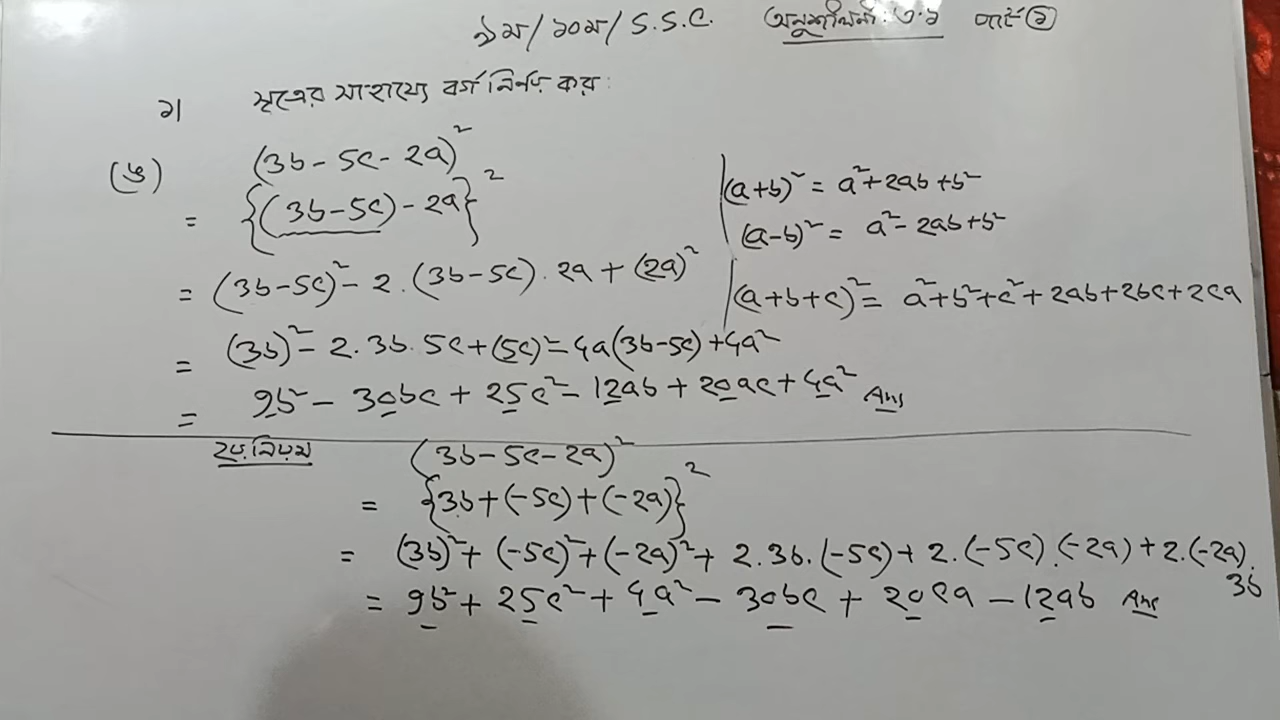 ৯ম/১০ম/S.S.C. অনুশীলনী: ৩.১ পার্ট ②
১। সূত্রের সাহায্যে বর্গ নির্ণয় কর:
(ঙ) (3b-5c-2a)²
= {(3b-5c)-2a}²
= (3b-5c)²-2.(3b-5c).2a+(2a)²
= (3b)²-2.3b.5c+(5c)²-4a(3b-5c)+4a²
= 9b²-30bc+25c²-12ab+20ac+4a² Ans
(a+b)²=a²+2ab+b²
(a-b)²=a²-2ab+b²
(a+b+c)²=a²+b²+c²+2ab+2bc+2ca
২য় নিয়ম (3b-5c-2a)²
= {3b+(-5c)+(-2a)}²
= (3b)²+(-5c)²+(-2a)²+2.3b.(-5c)+2.(-5c).(-2a)+2.(-2a).
3b
= 9b²+25c²+4a²-30bc+20ca-12ab Ans